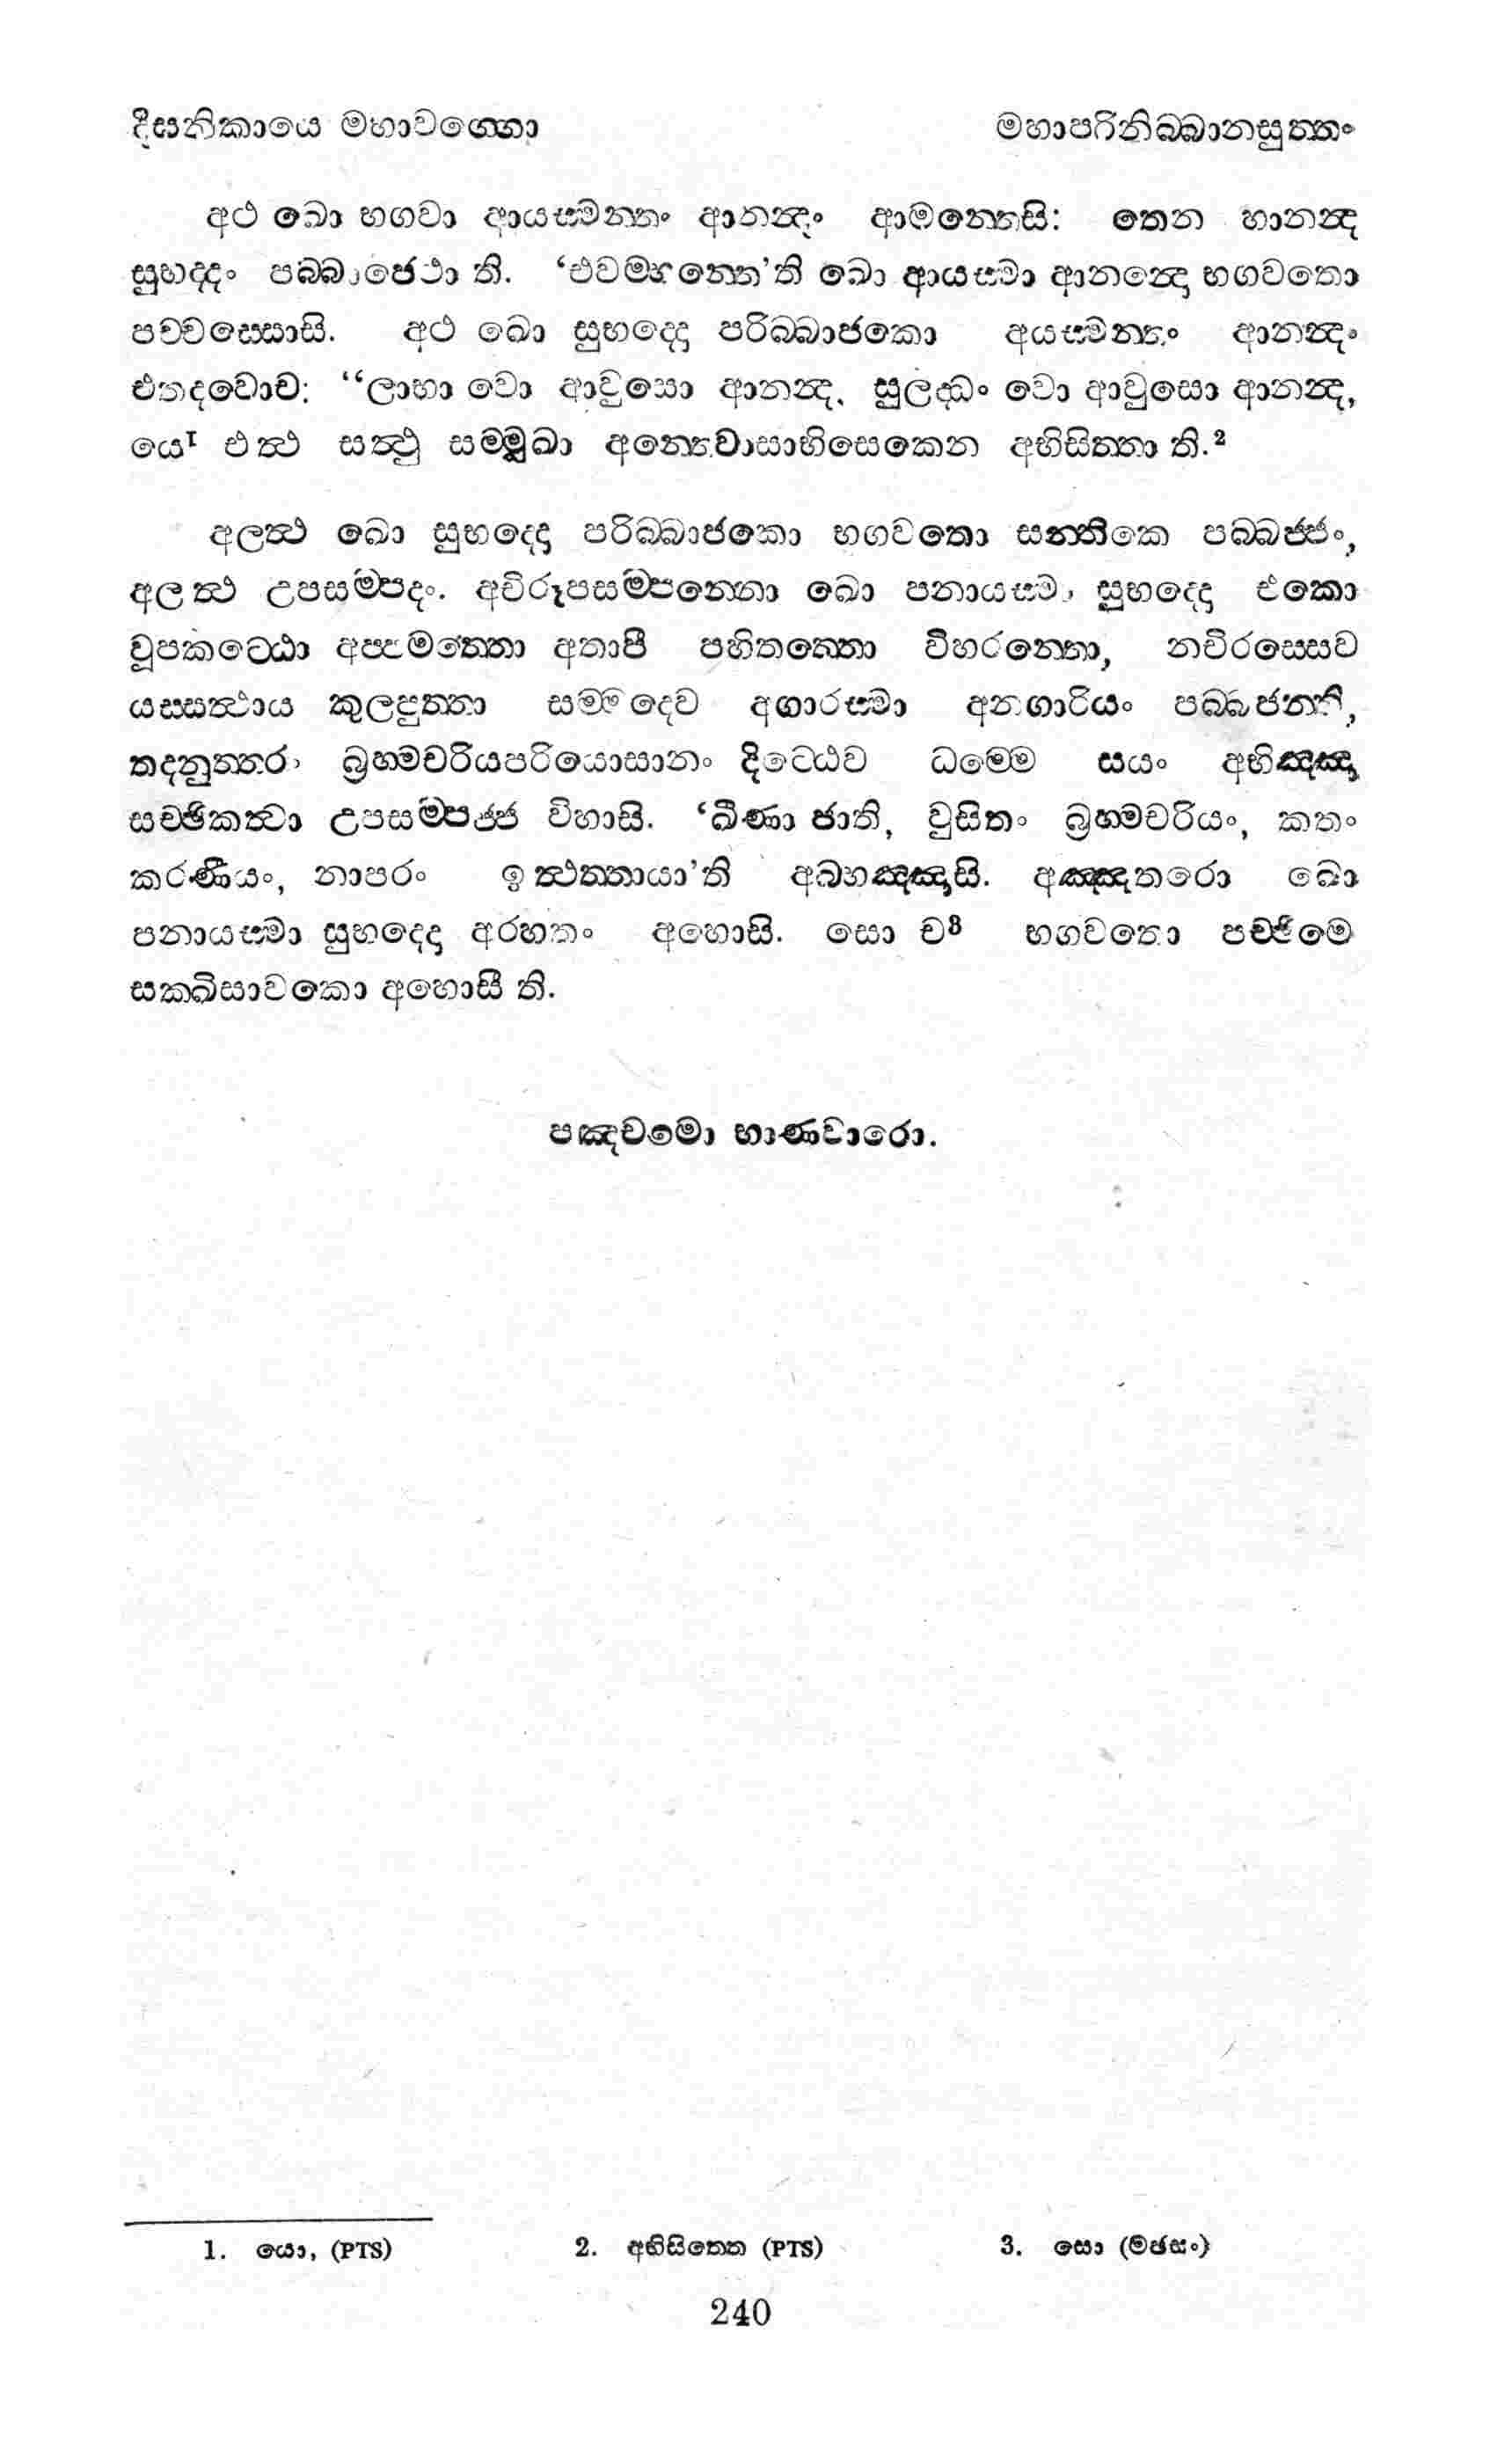 දීඝනිකායෙ මහාවග්ගො මහාපරිනිබ්බානසුත්තං
අථ ඛො භගවා ආයස්මන්තං ආනන්දං ආමන්තෙසි: තෙන හානන්ද
සුභද්දං පබ්බාජෙථා ති. ‘එවම්භන්තෙ’ති ඛො ආයස්මා ආනන්දො භගවතො
පච්චස්සොසි. අථ ඛො සුභද්දො පරිබ්බාජකො අයස්මන්තං ආනන්දං
එතදවොච: “ලාභා වො ආවුසො ආනන්ද, සුලද්ධං වො ආවුසො ආනන්ද,
යෙ1 එත්ථ සත්ථු සම්මුඛා අන්තෙවාසාභිසෙකෙන අභිසිත්තා ති.2
අලත්ථ ඛො සුභද්දො පරිබ්බාජකො භගවතො සන්තිකෙ පබ්බජ්ජං,
අලත්ථ උපසම්පදං. අචිරූපසම්පන්නො ඛො පනායස්මා සුභද්දො එකො
වූපකට්ඨො අප්පමත්තො අතාපී පහිතත්තො විහරන්තො, නචිරස්සෙව
යස්සත්ථාය කුලපුත්තා සම්මදෙව අගාරස්මා අනගාරියං පබ්බජන්ති,
තදනුත්තරං බ්‍රහ්මචරියපරියොසානං දිට්ඨෙව ධම්මෙ සයං අභිඤ්ඤා
සච්ඡිකත්වා උපසම්පජ්ජ විහාසි. ‘ඛීණා ජාති, වුසිතං බ්‍රහ්මචරියං, කතං
කරණීයං, නාපරං ඉත්ථත්තායා’ති අබ්භඤ්ඤාසි. අඤ්ඤතරො ඛො
පනායස්මා සුභද්දො අරහතං අහොසි. සො ච3 භගවතො පච්ඡිමො
සක්ඛිසාවකො අහොසී ති.
පඤ්චමො භාණවාරො.
1. යො, (PTS) 2. අභිසිත්තෙ (PTS) 3. සො (මඡසං)
240